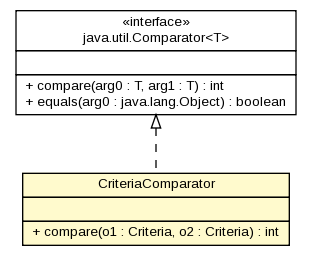 «interface»
java.util.Comparator<T>
+ compare(arg0 : T, arg1 : T) : int
+ equals(arg0 : java.lang.Object) : boolean
CriteriaComparator
+ compare(o1 : Criteria, o2 : Criteria) : int